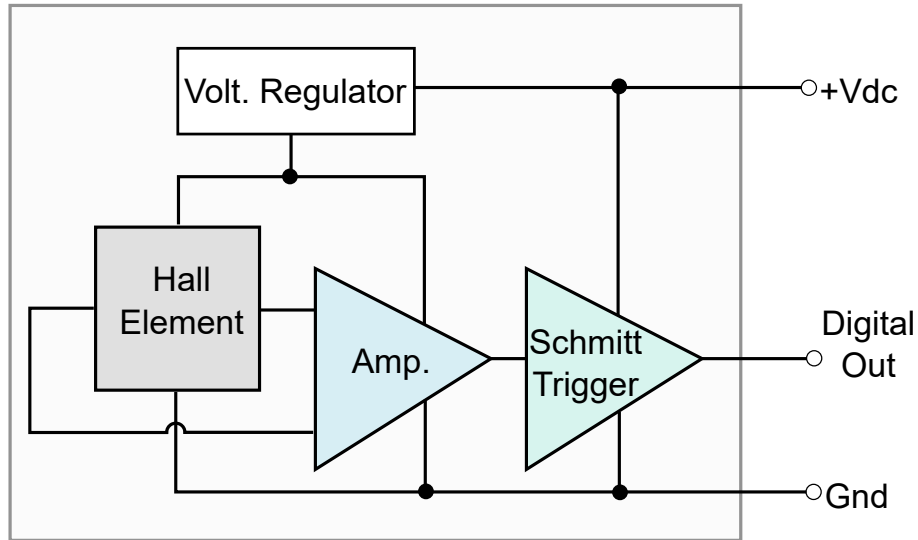 Volt. Regulator
+Vdc
Hall
Element
Amp.
Schmitt
Trigger
Digital
Out
Gnd